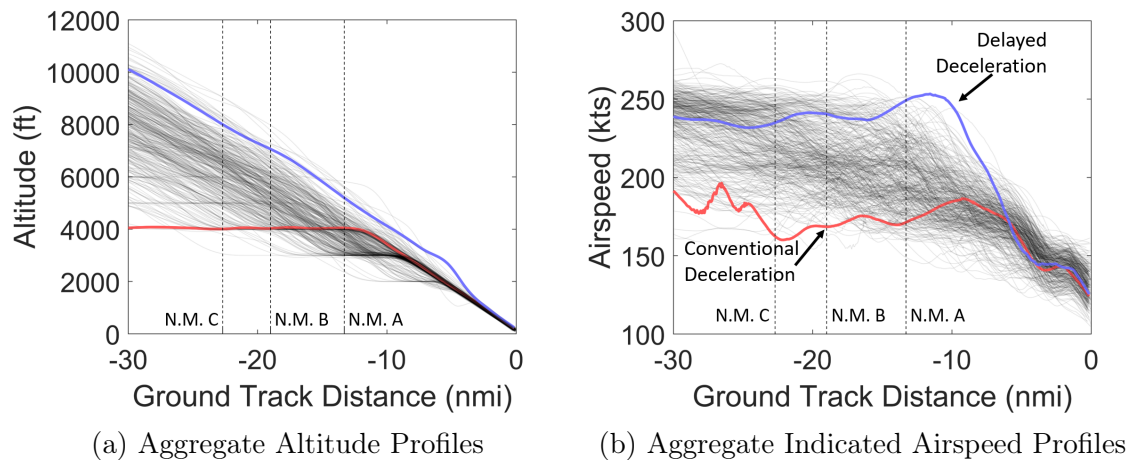 12000
10000
8000
6000
4000
2000
0
Altitude (ft)
N.M. C
N.M. B
N.M. A
-30
-20
-10
0
Ground Track Distance (nmi)
(a) Aggregate Altitude Profiles
300
250
200
150
100
Airspeed (kts)
Delayed
Deceleration
Conventional
Deceleration
N.M. C
N.M. B
N.M. A
-30
-20
-10
0
Ground Track Distance (nmi)
(b) Aggregate Indicated Airspeed Profiles